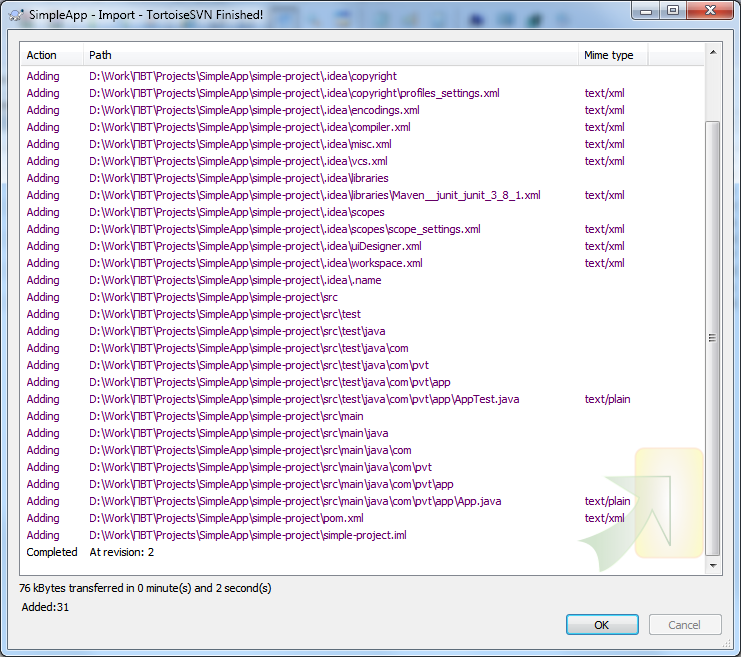 SimpleApp - Import - TortoiseSVN Finished!
Action Path Mime type
Adding D:\Work\ПВТ\Projects\SimpleApp\simple-project\.idea\copyright
Adding D:\Work\ПВТ\Projects\SimpleApp\simple-project\.idea\copyright\profiles_settings.xml text/xml
Adding D:\Work\ПВТ\Projects\SimpleApp\simple-project\.idea\encodings.xml text/xml
Adding D:\Work\ПВТ\Projects\SimpleApp\simple-project\.idea\compiler.xml text/xml
Adding D:\Work\ПВТ\Projects\SimpleApp\simple-project\.idea\misc.xml text/xml
Adding D:\Work\ПВТ\Projects\SimpleApp\simple-project\.idea\vcs.xml text/xml
Adding D:\Work\ПВТ\Projects\SimpleApp\simple-project\.idea\libraries
Adding D:\Work\ПВТ\Projects\SimpleApp\simple-project\.idea\libraries\Maven__junit_junit_3_8_1.xml text/xml
Adding D:\Work\ПВТ\Projects\SimpleApp\simple-project\.idea\scopes
Adding D:\Work\ПВТ\Projects\SimpleApp\simple-project\.idea\scopes\scope_settings.xml text/xml
Adding D:\Work\ПВТ\Projects\SimpleApp\simple-project\.idea\uiDesigner.xml text/xml
Adding D:\Work\ПВТ\Projects\SimpleApp\simple-project\.idea\workspace.xml text/xml
Adding D:\Work\ПВТ\Projects\SimpleApp\simple-project\.idea\.name
Adding D:\Work\ПВТ\Projects\SimpleApp\simple-project\src
Adding D:\Work\ПВТ\Projects\SimpleApp\simple-project\src\test
Adding D:\Work\ПВТ\Projects\SimpleApp\simple-project\src\test\java
Adding D:\Work\ПВТ\Projects\SimpleApp\simple-project\src\test\java\com
Adding D:\Work\ПВТ\Projects\SimpleApp\simple-project\src\test\java\com\pvt
Adding D:\Work\ПВТ\Projects\SimpleApp\simple-project\src\test\java\com\pvt\app
Adding D:\Work\ПВТ\Projects\SimpleApp\simple-project\src\test\java\com\pvt\app\AppTest.java text/plain
Adding D:\Work\ПВТ\Projects\SimpleApp\simple-project\src\main
Adding D:\Work\ПВТ\Projects\SimpleApp\simple-project\src\main\java
Adding D:\Work\ПВТ\Projects\SimpleApp\simple-project\src\main\java\com
Adding D:\Work\ПВТ\Projects\SimpleApp\simple-project\src\main\java\com\pvt
Adding D:\Work\ПВТ\Projects\SimpleApp\simple-project\src\main\java\com\pvt\app
Adding D:\Work\ПВТ\Projects\SimpleApp\simple-project\src\main\java\com\pvt\app\App.java text/plain
Adding D:\Work\ПВТ\Projects\SimpleApp\simple-project\pom.xml text/xml
Adding D:\Work\ПВТ\Projects\SimpleApp\simple-project\simple-project.iml
Completed At revision: 2
76 kBytes transferred in 0 minute(s) and 2 second(s)
Added:31
OK Cancel